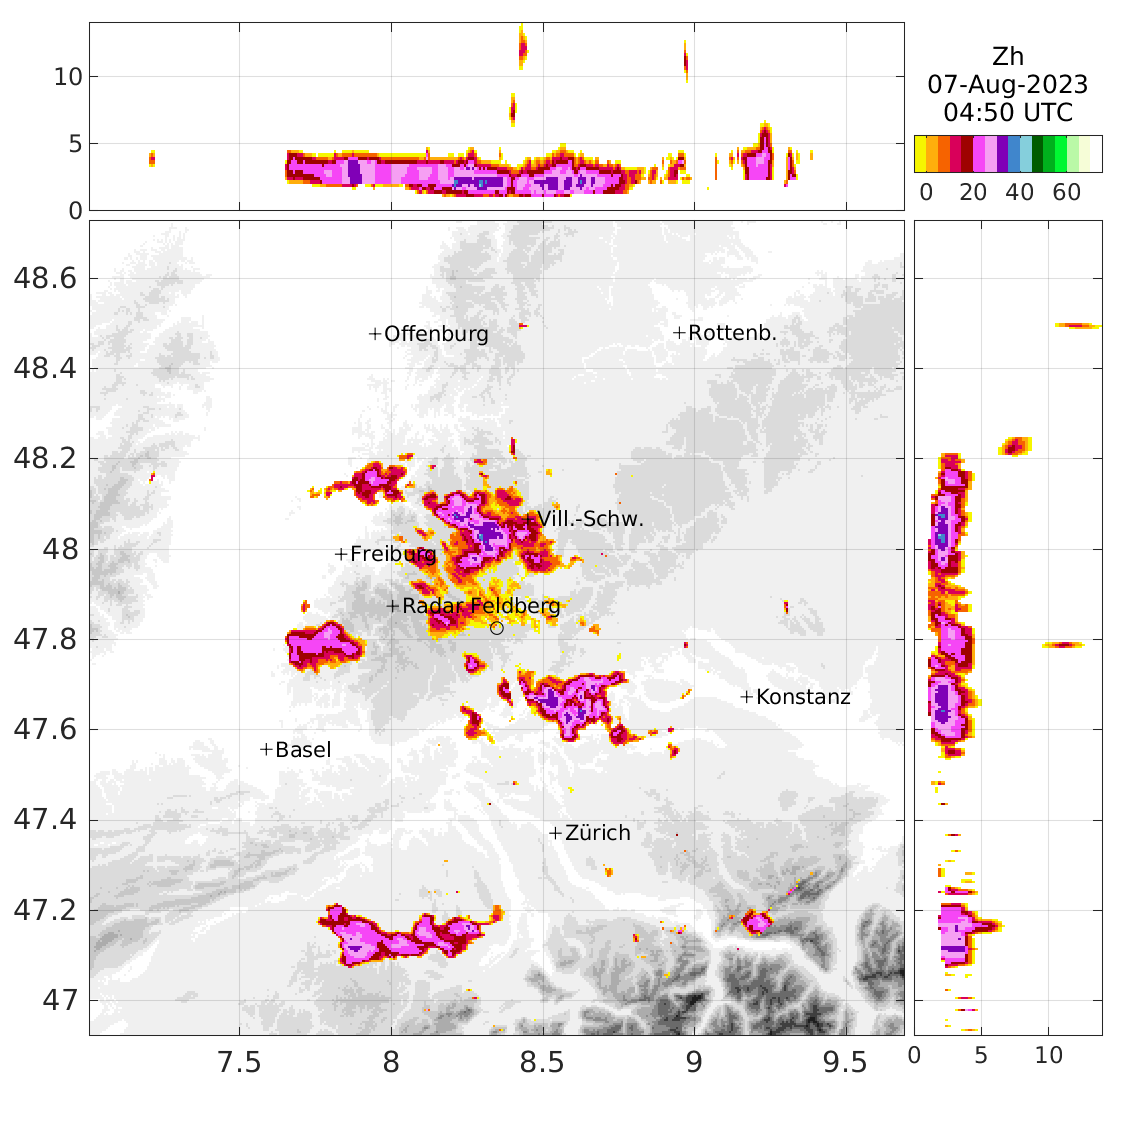 10
5
0
Zh
07-Aug-2023
04:50 UTC
0 20 40 60
48.6
48.4
48.2
48
47.8
47.6
47.4
47.2
47
+Offenburg
+Rottenb.
+Vill.-Schw.
+Freiburg
+Radar Feldberg
+Konstanz
+Basel
+Zürich
7.5 8 8.5 9 9.5
0 5 10